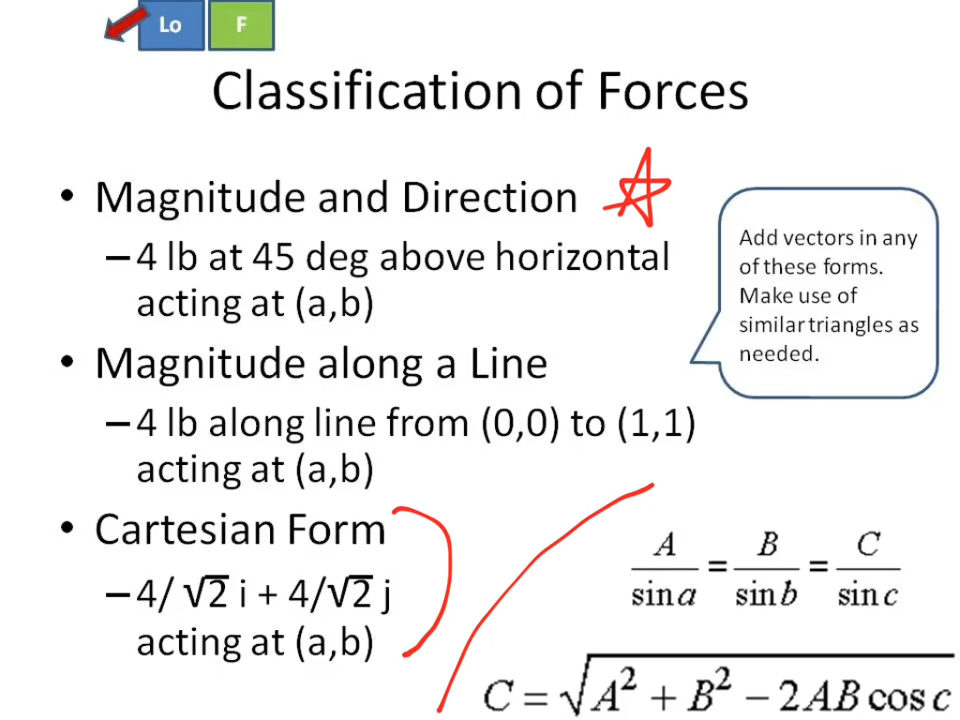 Lo F
Classification of Forces
• Magnitude and Direction
–4 lb at 45 deg above horizontal
acting at (a,b)
Add vectors in any
of these forms.
Make use of
similar triangles as
needed.
• Magnitude along a Line
–4 lb along line from (0,0) to (1,1)
acting at (a,b)
• Cartesian Form
–4/ √2 i + 4/√2 j
acting at (a,b)
A/sin a = B/sin b = C/sin c
C = √(A² + B² − 2AB cos c)